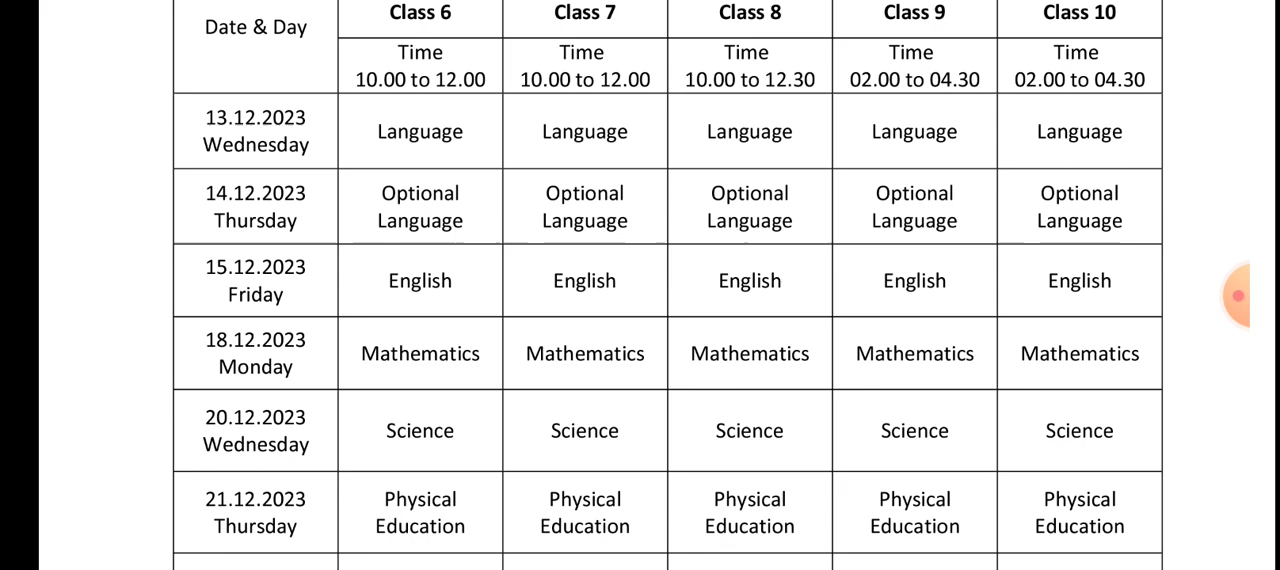 Date & Day
Class 6
Class 7
Class 8
Class 9
Class 10
Time
10.00 to 12.00
Time
10.00 to 12.00
Time
10.00 to 12.30
Time
02.00 to 04.30
Time
02.00 to 04.30
13.12.2023
Wednesday
Language
Language
Language
Language
Language
14.12.2023
Thursday
Optional
Language
Optional
Language
Optional
Language
Optional
Language
Optional
Language
15.12.2023
Friday
English
English
English
English
English
18.12.2023
Monday
Mathematics
Mathematics
Mathematics
Mathematics
Mathematics
20.12.2023
Wednesday
Science
Science
Science
Science
Science
21.12.2023
Thursday
Physical
Education
Physical
Education
Physical
Education
Physical
Education
Physical
Education